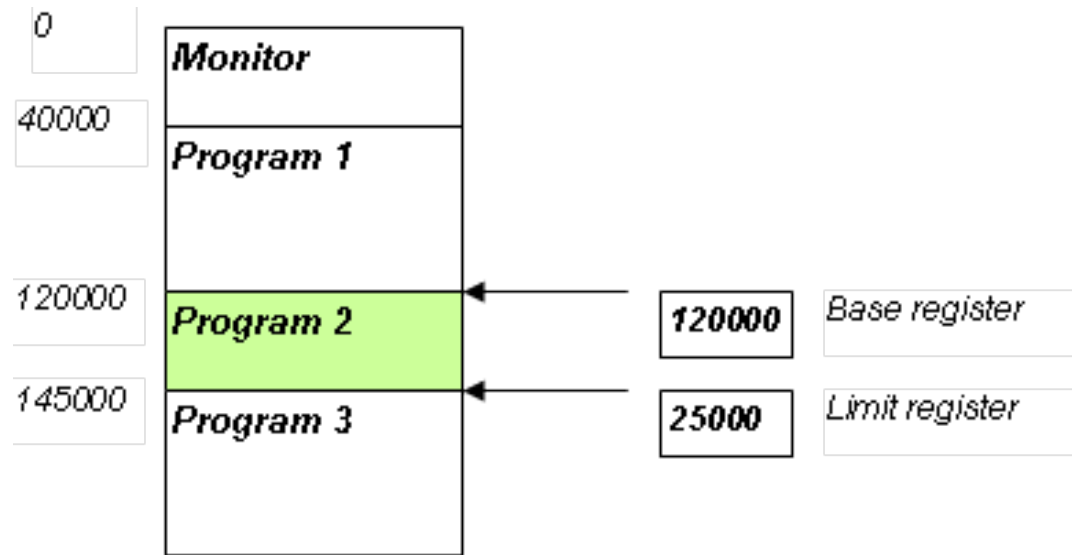 0
Monitor
40000
Program 1
120000
Program 2
120000
Base register
145000
Program 3
25000
Limit register